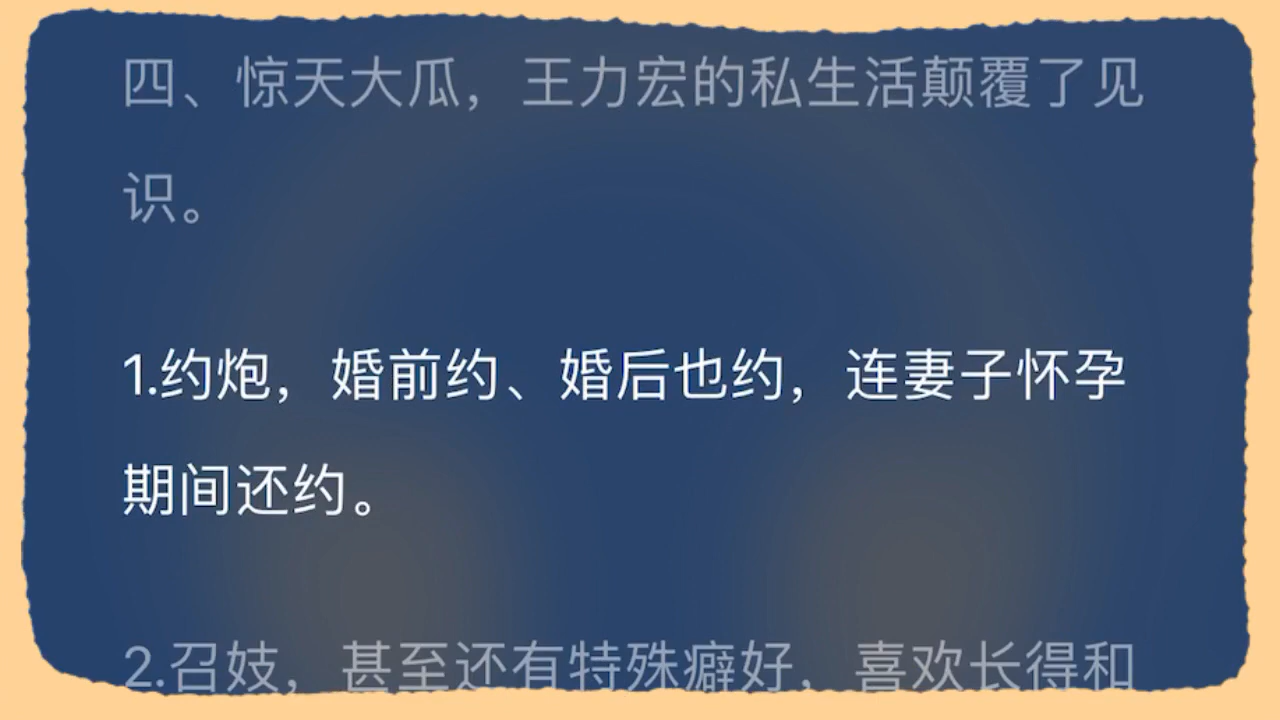 四、惊天大瓜，王力宏的私生活颠覆了见
识。
1.约炮，婚前约、婚后也约，连妻子怀孕
期间还约。
2.召妓，甚至还有特殊癖好，喜欢长得和